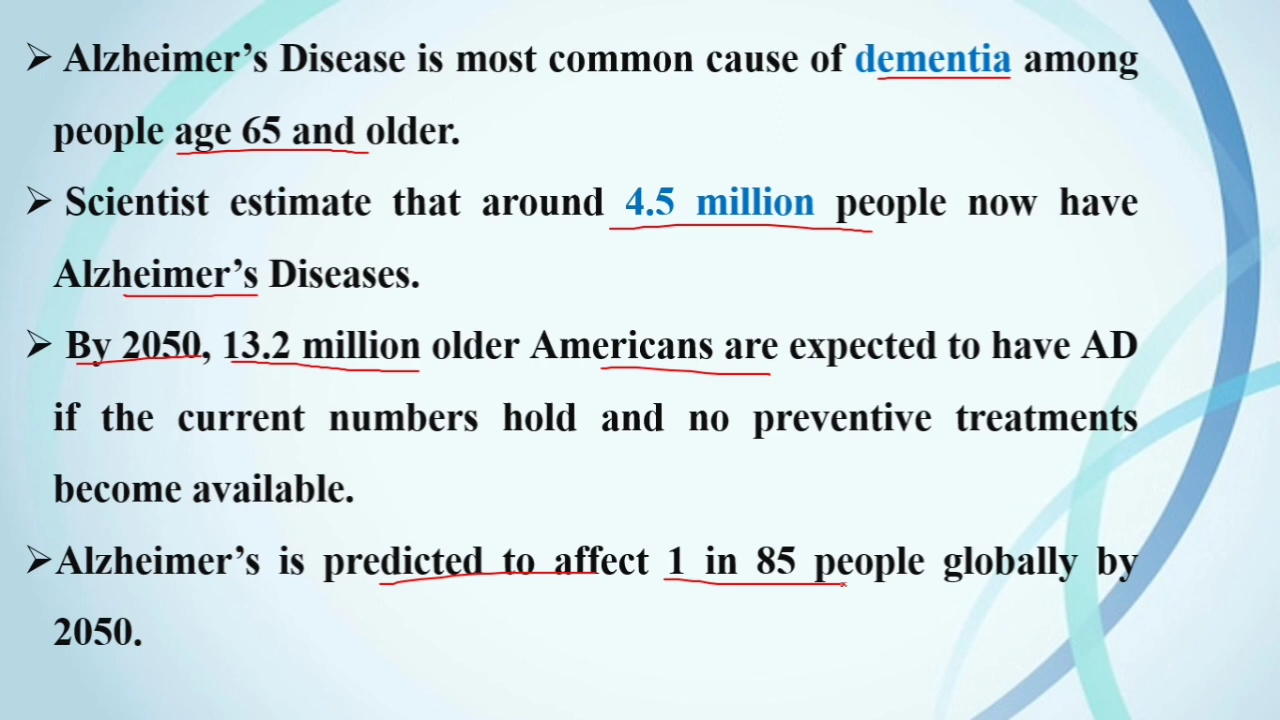 ➢ Alzheimer’s Disease is most common cause of dementia among
people age 65 and older.
➢ Scientist estimate that around 4.5 million people now have
Alzheimer’s Diseases.
➢ By 2050, 13.2 million older Americans are expected to have AD
if the current numbers hold and no preventive treatments
become available.
➢Alzheimer’s is predicted to affect 1 in 85 people globally by
2050.